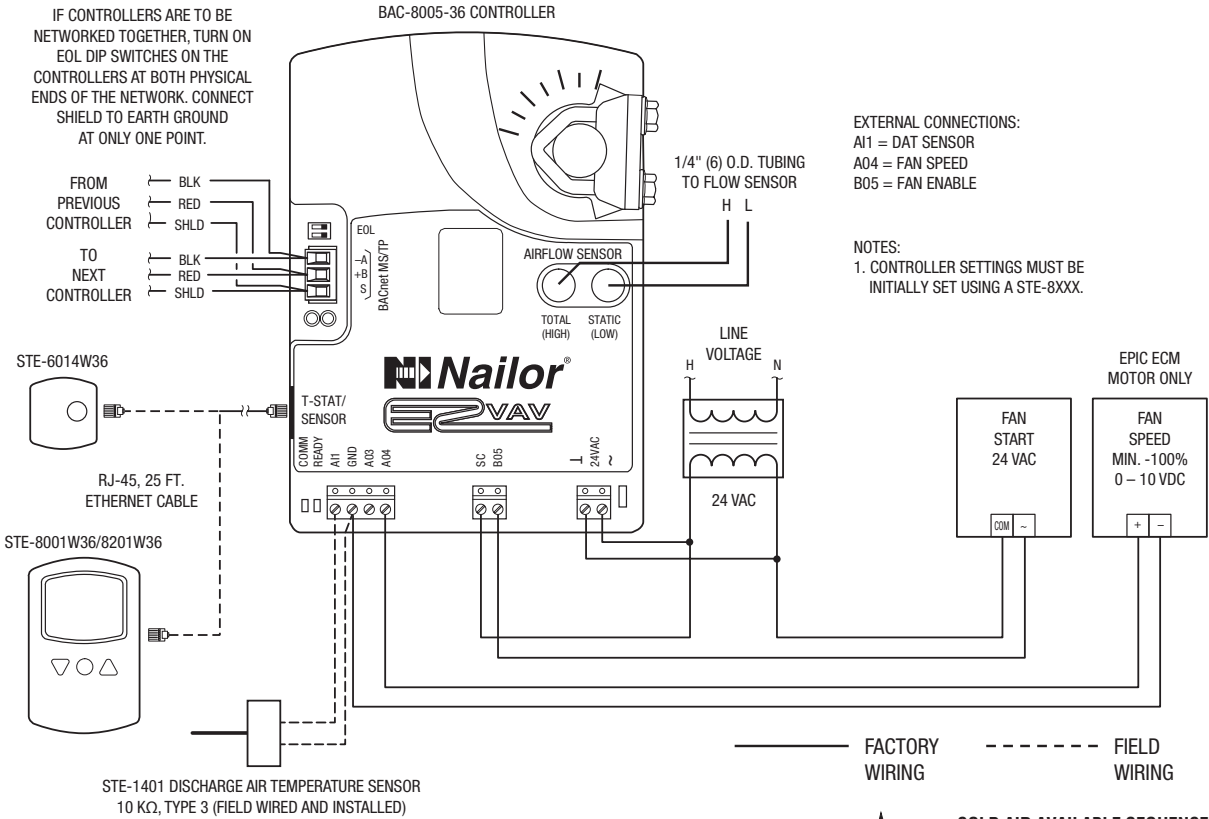 IF CONTROLLERS ARE TO BE
NETWORKED TOGETHER, TURN ON
EOL DIP SWITCHES ON THE
CONTROLLERS AT BOTH PHYSICAL
ENDS OF THE NETWORK. CONNECT
SHIELD TO EARTH GROUND
AT ONLY ONE POINT.
BAC-8005-36 CONTROLLER
EXTERNAL CONNECTIONS:
AI1 = DAT SENSOR
A04 = FAN SPEED
B05 = FAN ENABLE
NOTES:
1. CONTROLLER SETTINGS MUST BE
INITIALLY SET USING A STE-8XXX.
1/4" (6) O.D. TUBING
TO FLOW SENSOR
H L
FROM
PREVIOUS
CONTROLLER
BLK
RED
SHLD
TO
NEXT
CONTROLLER
BLK
RED
SHLD
EOL
–A
+B
S
BACnet MS/TP
AIRFLOW SENSOR
TOTAL
(HIGH)
STATIC
(LOW)
Nailor®
EZ VAV
T-STAT/
SENSOR
COMM
READY
AI1
GND
A03
A04
SC
B05
⊥
24VAC
~
STE-6014W36
RJ-45, 25 FT.
ETHERNET CABLE
STE-8001W36/8201W36
LINE
VOLTAGE
H N
24 VAC
FAN
START
24 VAC
COM ~
EPIC ECM
MOTOR ONLY
FAN
SPEED
MIN. -100%
0 – 10 VDC
+ –
STE-1401 DISCHARGE AIR TEMPERATURE SENSOR
10 KΩ, TYPE 3 (FIELD WIRED AND INSTALLED)
FACTORY
WIRING
FIELD
WIRING